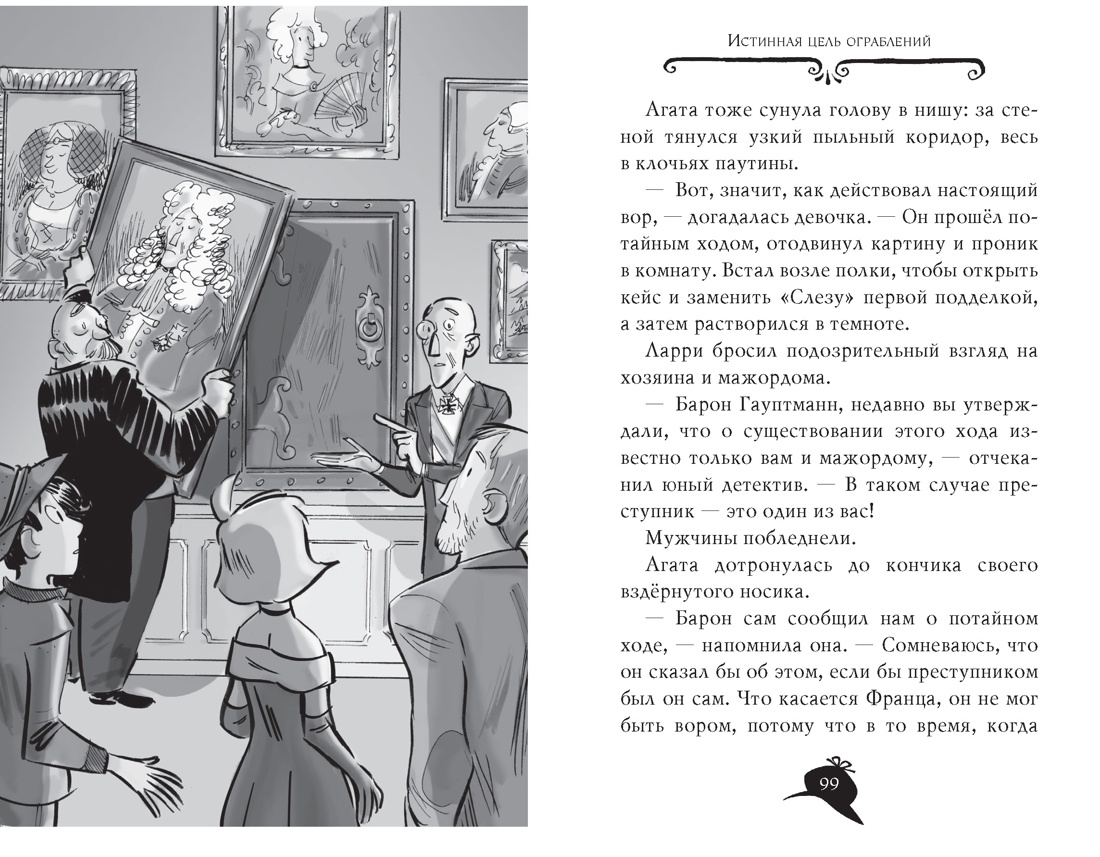 Истинная цель ограблений
Агата тоже сунула голову в нишу: за сте-
ной тянулся узкий пыльный коридор, весь
в клочьях паутины.
— Вот, значит, как действовал настоящий
вор, — догадалась девочка. — Он прошёл по-
тайным ходом, отодвинул картину и проник
в комнату. Встал возле полки, чтобы открыть
кейс и заменить «Слезу» первой подделкой,
а затем растворился в темноте.
Ларри бросил подозрительный взгляд на
хозяина и мажордома.
— Барон Гауптманн, недавно вы утверж-
дали, что о существовании этого хода из-
вестно только вам и мажордому, — отчека-
нил юный детектив. — В таком случае пре-
ступник — это один из вас!
Мужчины побледнели.
Агата дотронулась до кончика своего
вздёрнутого носика.
— Барон сам сообщил нам о потайном
ходе, — напомнила она. — Сомневаюсь, что
он сказал бы об этом, если бы преступником
был он сам. Что касается Франца, он не мог
быть вором, потому что в то время, когда
99